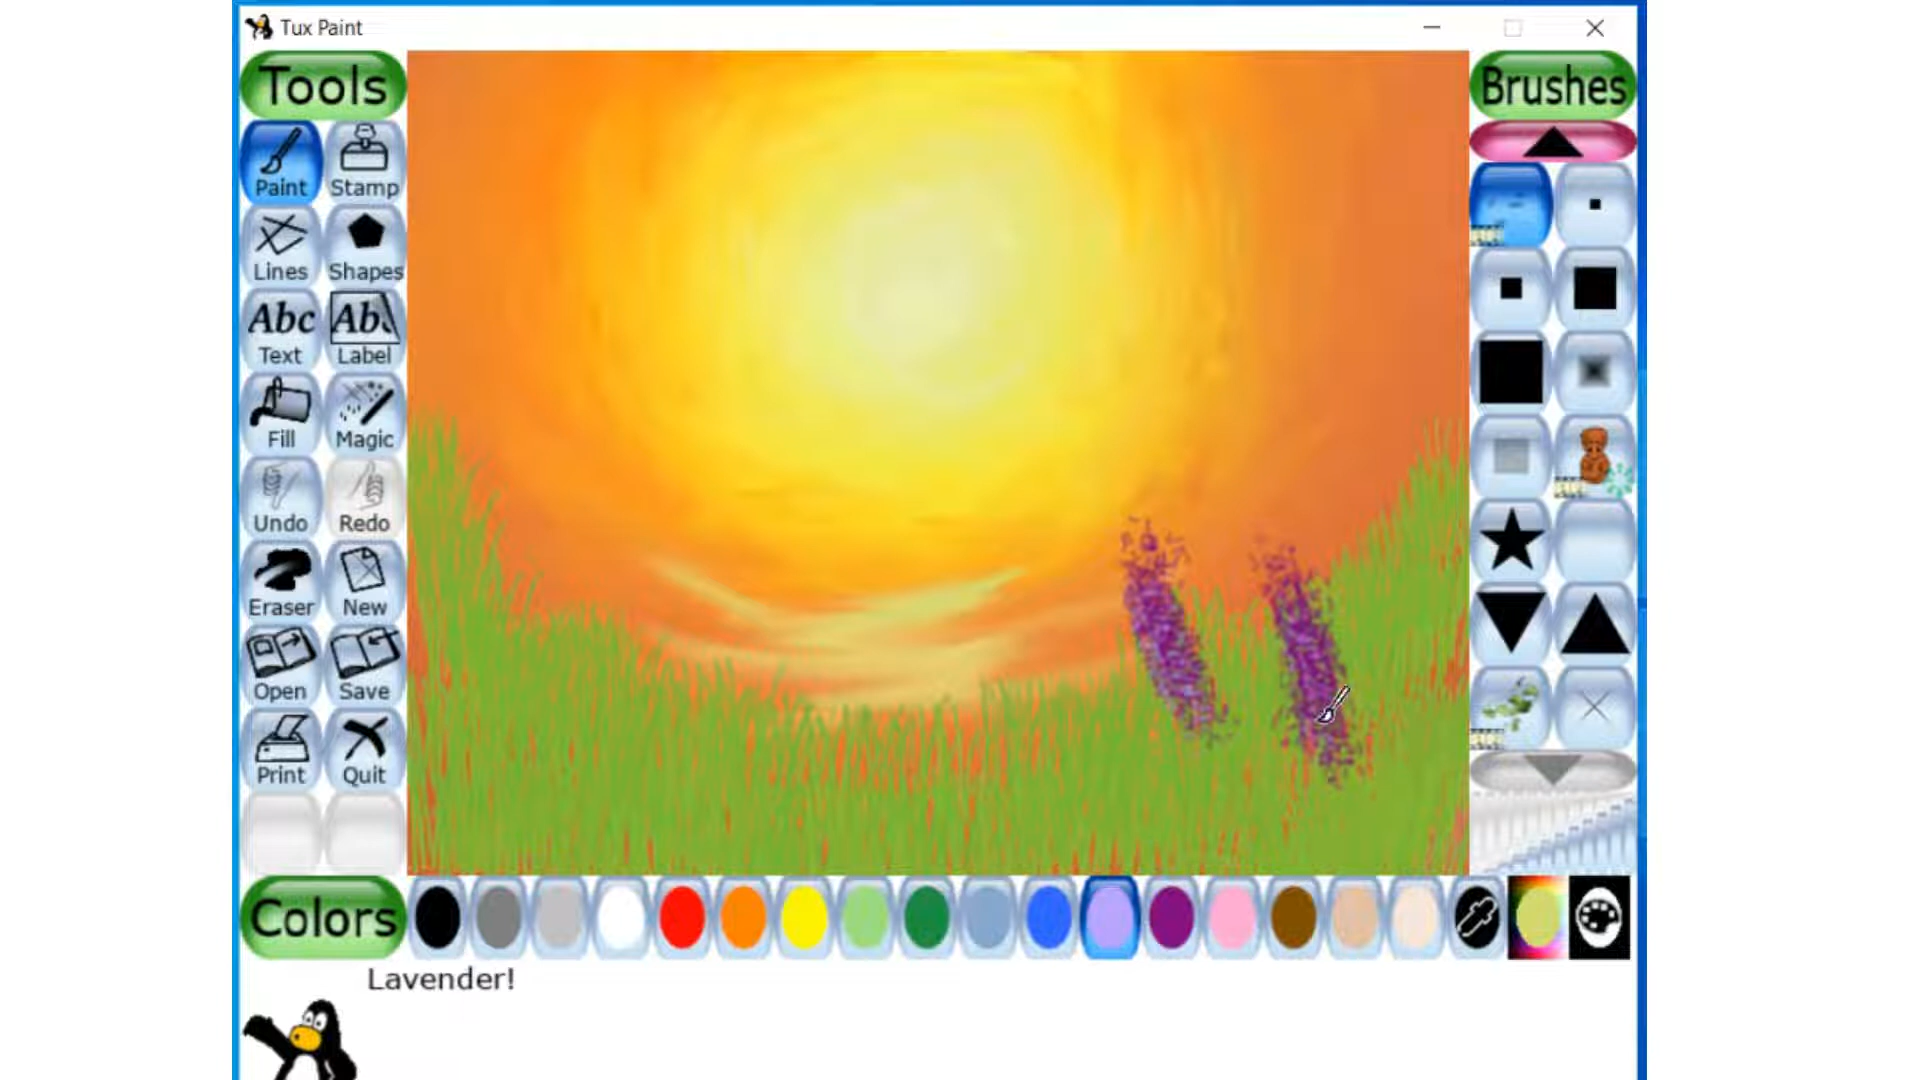 Tux Paint
Tools
Brushes
Paint
Stamp
Lines
Shapes
Abc
Abc
Text
Label
Fill
Magic
Undo
Redo
Eraser
New
Open
Save
Print
Quit
Colors
Lavender!